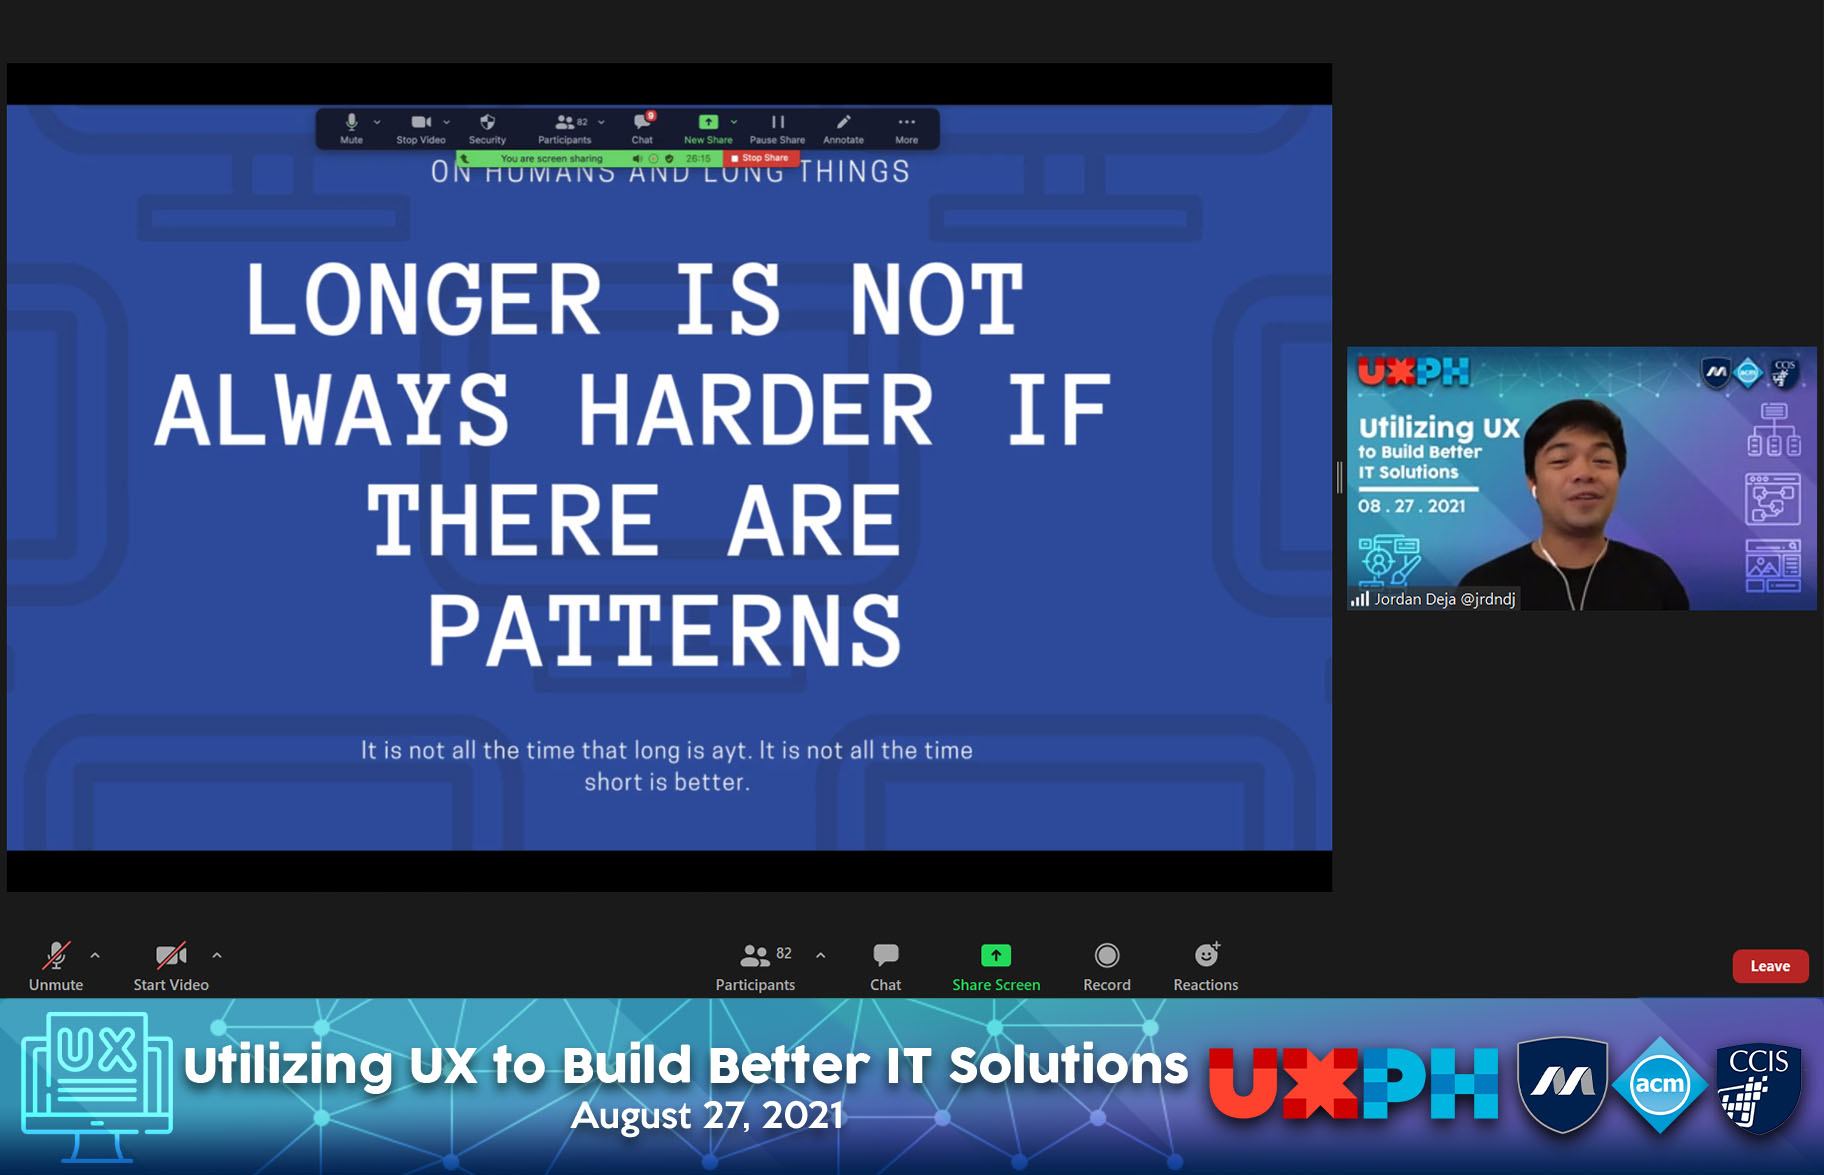 Mute
Stop Video
Security
82
Participants
9
Chat
New Share
Pause Share
Annotate
More
You are screen sharing
26:15
Stop Share
ON HUMANS AND LONG THINGS
LONGER IS NOT
ALWAYS HARDER IF
THERE ARE
PATTERNS
It is not all the time that long is ayt. It is not all the time
short is better.
UXPH
M
acm
CCIS
Utilizing UX
to Build Better
IT Solutions
08 . 27 . 2021
Jordan Deja @jrdndj
Unmute
Start Video
82
Participants
Chat
Share Screen
Record
Reactions
Leave
UX
Utilizing UX to Build Better IT Solutions
August 27, 2021
UXPH
M
acm
CCIS